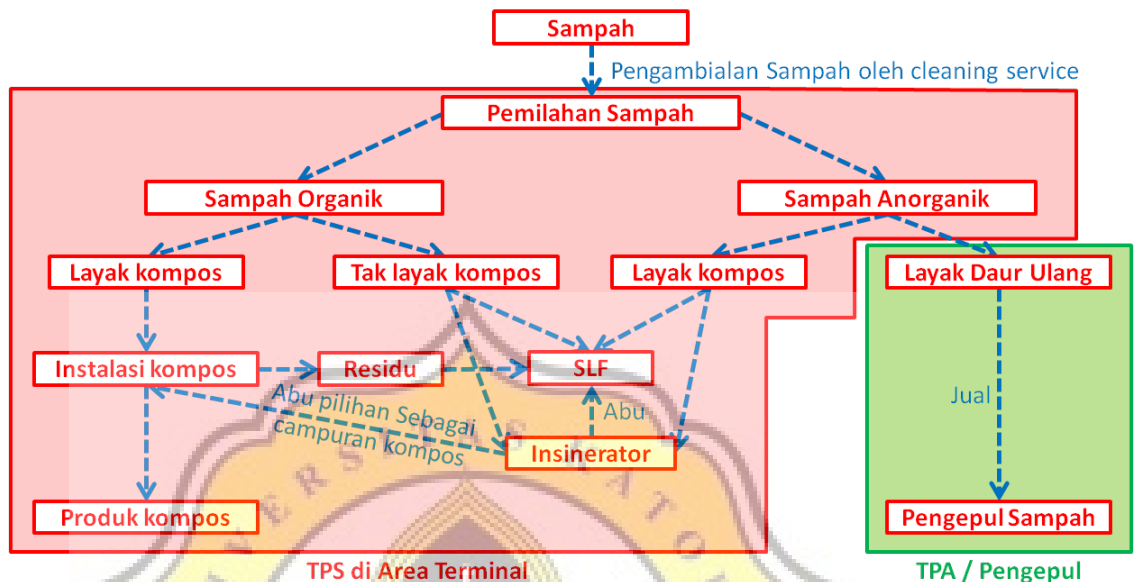 Sampah
Pengambialan Sampah oleh cleaning service
Pemilahan Sampah
Sampah Organik
Sampah Anorganik
Layak kompos
Tak layak kompos
Layak kompos
Layak Daur Ulang
Instalasi kompos
Residu
SLF
Abu pilihan Sebagai
campuran kompos
Abu
Jual
Insinerator
Produk kompos
Pengepul Sampah
TPS di Area Terminal
TPA / Pengepul